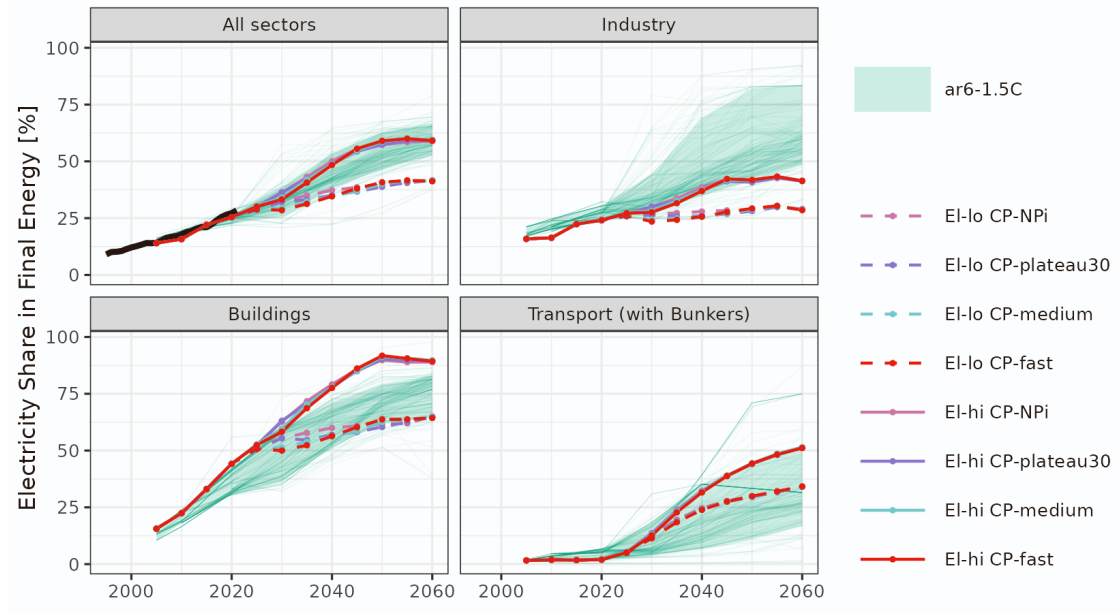 All sectors
Industry
100
75
50
25
0
Buildings
Transport (with Bunkers)
100
75
50
25
0
2000
2020
2040
2060
2000
2020
2040
2060
Electricity Share in Final Energy [%]
ar6-1.5C
El-lo CP-NPi
El-lo CP-plateau30
El-lo CP-medium
El-lo CP-fast
El-hi CP-NPi
El-hi CP-plateau30
El-hi CP-medium
El-hi CP-fast